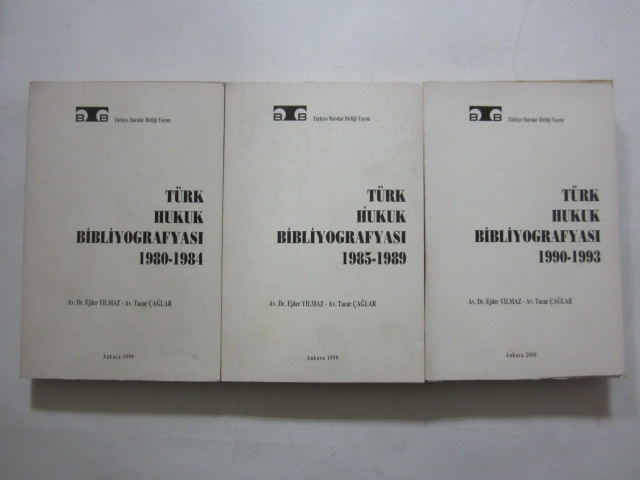 Türkiye Barolar Birliği Yayını
TÜRK
HUKUK
BİBLİYOGRAFYASI
1980-1984
Av. Dr. Ejder YILMAZ - Av. Tacar ÇAĞLAR
Ankara 1998
Türkiye Barolar Birliği Yayını
TÜRK
HUKUK
BİBLİYOGRAFYASI
1985-1989
Av. Dr. Ejder YILMAZ - Av. Tacar ÇAĞLAR
Ankara 1999
Türkiye Barolar Birliği Yayını
TÜRK
HUKUK
BİBLİYOGRAFYASI
1990-1993
Av. Dr. Ejder YILMAZ - Av. Tacar ÇAĞLAR
Ankara 2000